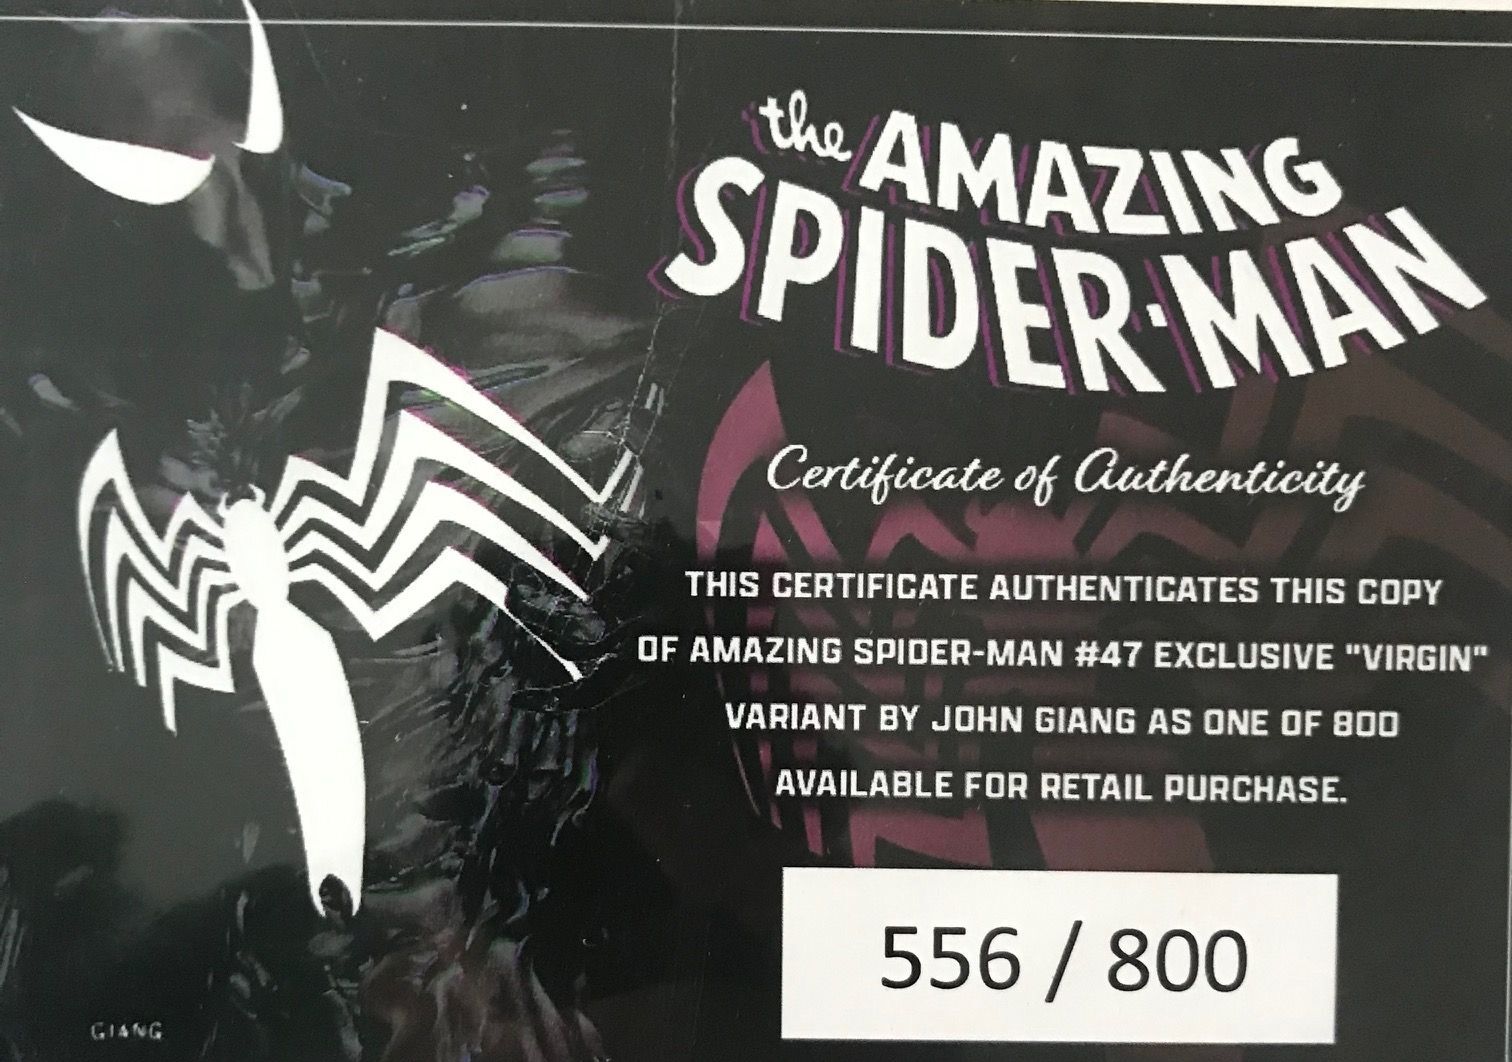 the AMAZING
SPIDER-MAN
Certificate of Authenticity
THIS CERTIFICATE AUTHENTICATES THIS COPY
OF AMAZING SPIDER-MAN #47 EXCLUSIVE "VIRGIN"
VARIANT BY JOHN GIANG AS ONE OF 800
AVAILABLE FOR RETAIL PURCHASE.
556 / 800
GIANG